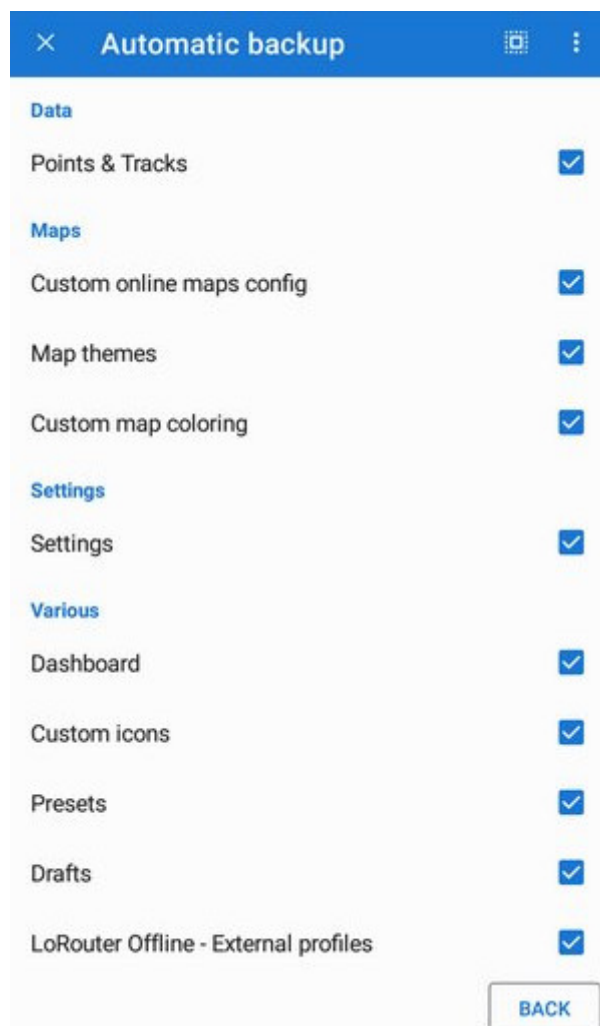 Automatic backup
Data
Points & Tracks
Maps
Custom online maps config
Map themes
Custom map coloring
Settings
Settings
Various
Dashboard
Custom icons
Presets
Drafts
LoRouter Offline - External profiles
BACK